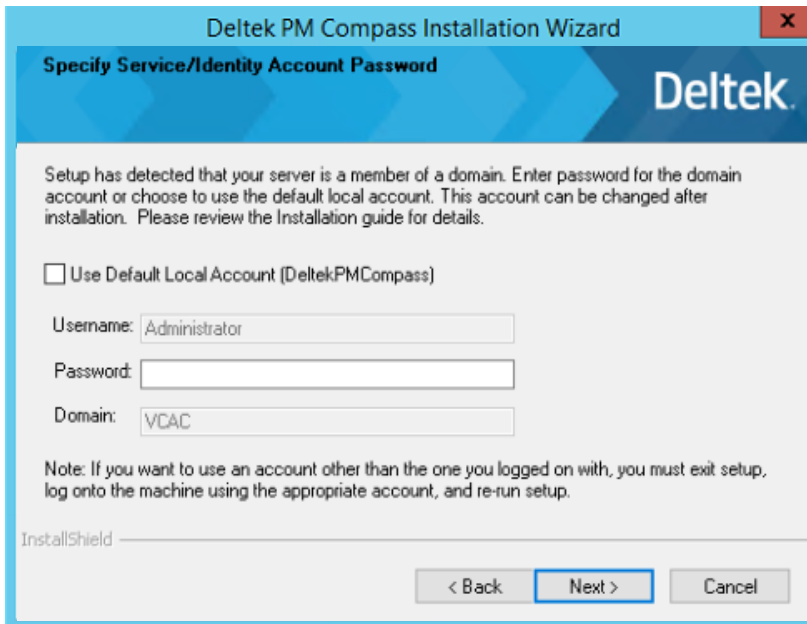 Deltek PM Compass Installation Wizard
x
Specify Service/Identity Account Password
Deltek.
Setup has detected that your server is a member of a domain. Enter password for the domain
account or choose to use the default local account. This account can be changed after
installation.  Please review the Installation guide for details.
Use Default Local Account (DeltekPMCompass)
Username: Administrator
Password:
Domain: VCAC
Note: If you want to use an account other than the one you logged on with, you must exit setup,
log onto the machine using the appropriate account, and re-run setup.
InstallShield
< Back Next > Cancel